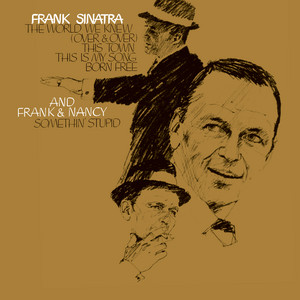 FRANK SINATRA
THE WORLD WE KNEW
(OVER & OVER)
THIS TOWN
THIS IS MY SONG
BORN FREE
AND
FRANK & NANCY
SOMETHIN' STUPID